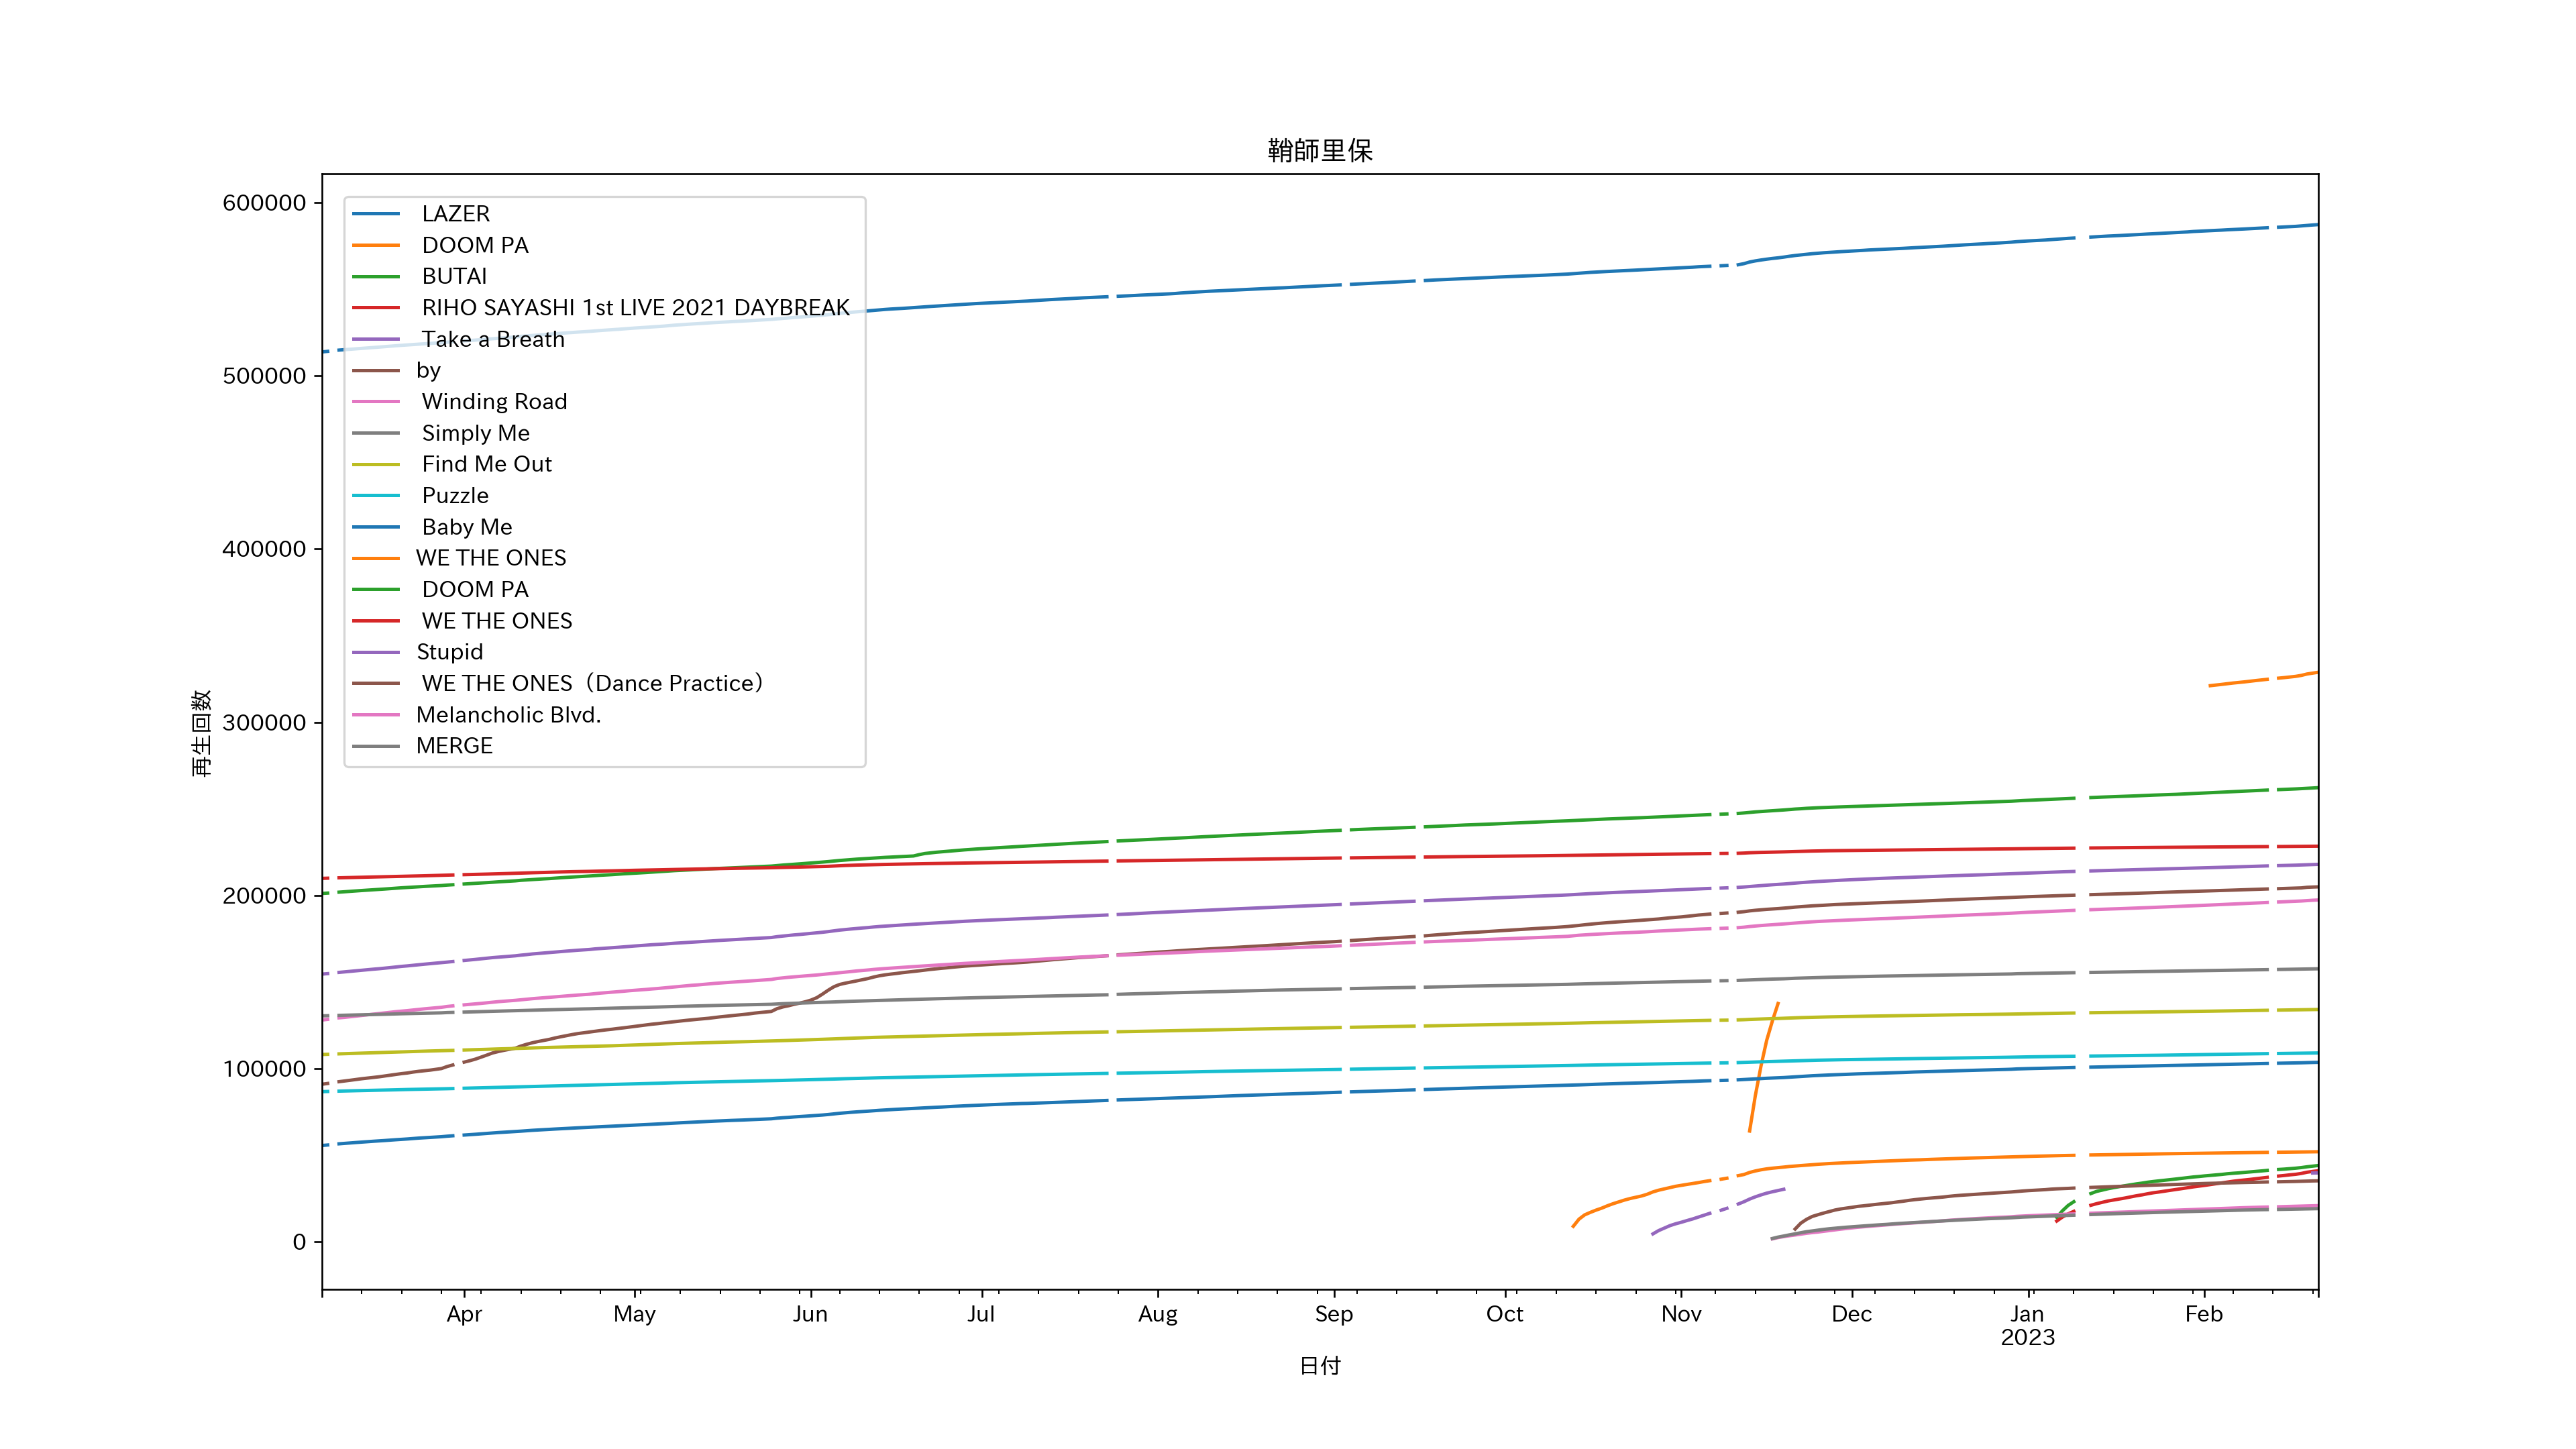 鞘師里保
600000
500000
400000
300000
200000
100000
0
再生回数
LAZER
DOOM PA
BUTAI
RIHO SAYASHI 1st LIVE 2021 DAYBREAK
Take a Breath
by
Winding Road
Simply Me
Find Me Out
Puzzle
Baby Me
WE THE ONES
DOOM PA
WE THE ONES
Stupid
WE THE ONES（Dance Practice）
Melancholic Blvd.
MERGE
Apr May Jun Jul Aug Sep Oct Nov Dec Jan Feb
2023
日付